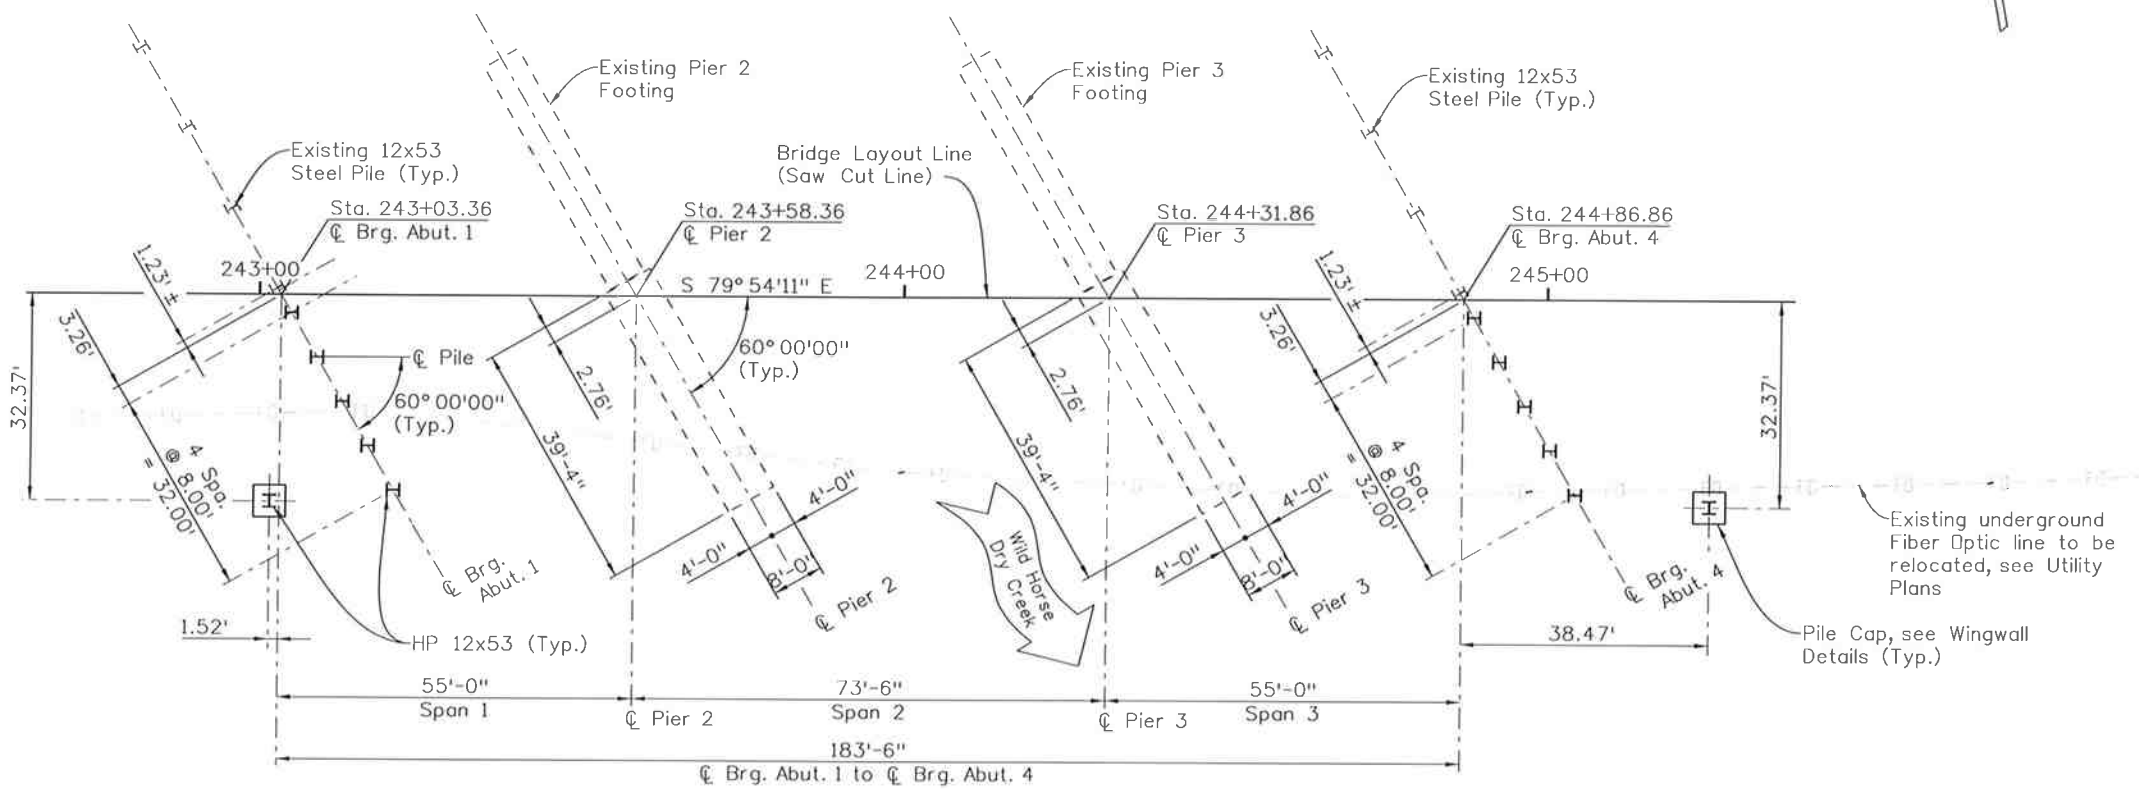 Existing Pier 2
Footing
Existing Pier 3
Footing
Existing 12x53
Steel Pile (Typ.)
Existing 12x53
Steel Pile (Typ.)
Bridge Layout Line
(Saw Cut Line)
Sta. 243+03.36
℄ Brg. Abut. 1
Sta. 243+58.36
℄ Pier 2
Sta. 244+31.86
℄ Pier 3
Sta. 244+86.86
℄ Brg. Abut. 4
243+00
S 79°54'11" E
244+00
245+00
1.23' ±
3.26'
32.37'
℄ Pile
60°00'00"
(Typ.)
4 Spa.
@ 8.00'
= 32.00'
2.76'
39'-4"
60°00'00"
(Typ.)
4'-0"
4'-0"
8'-0"
℄ Brg.
Abut. 1
℄ Pier 2
2.76'
39'-4"
Wild Horse
Dry Creek
4'-0"
4'-0"
8'-0"
℄ Pier 3
1.23' ±
3.26'
4 Spa.
@ 8.00'
= 32.00'
℄ Brg.
Abut. 4
32.37'
Existing underground
Fiber Optic line to be
relocated, see Utility
Plans
1.52'
HP 12x53 (Typ.)
38.47'
Pile Cap, see Wingwall
Details (Typ.)
55'-0"
Span 1
℄ Pier 2
73'-6"
Span 2
℄ Pier 3
55'-0"
Span 3
183'-6"
℄ Brg. Abut. 1 to ℄ Brg. Abut. 4